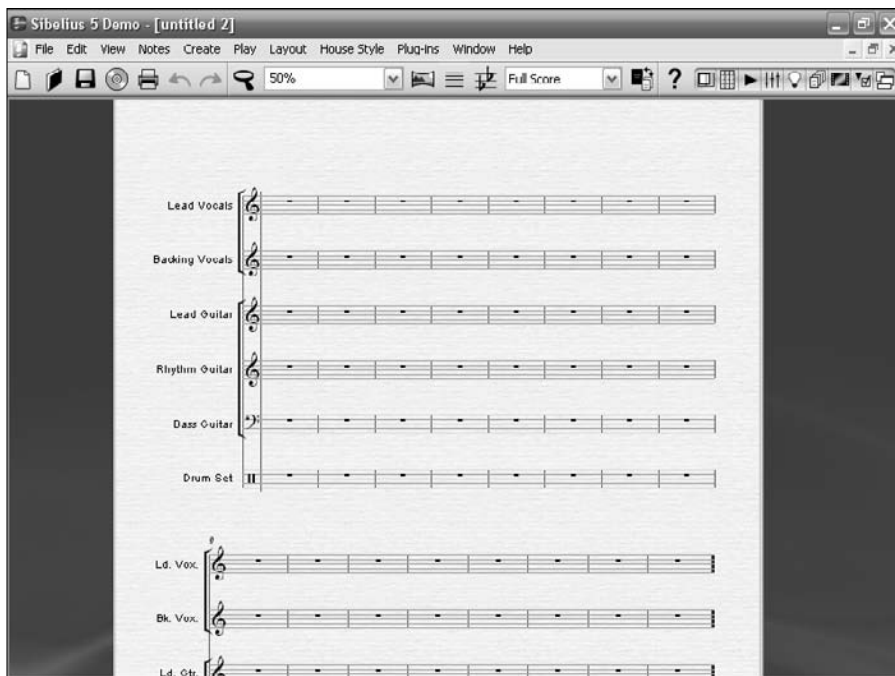 Sibelius 5 Demo - [untitled 2]
File Edit View Notes Create Play Layout House Style Plug-ins Window Help
50% Full Score ?
Lead Vocals
Backing Vocals
Lead Guitar
Rhythm Guitar
Bass Guitar
Drum Set
9
Ld. Vox.
Bk. Vox.
Ld. Gtr.